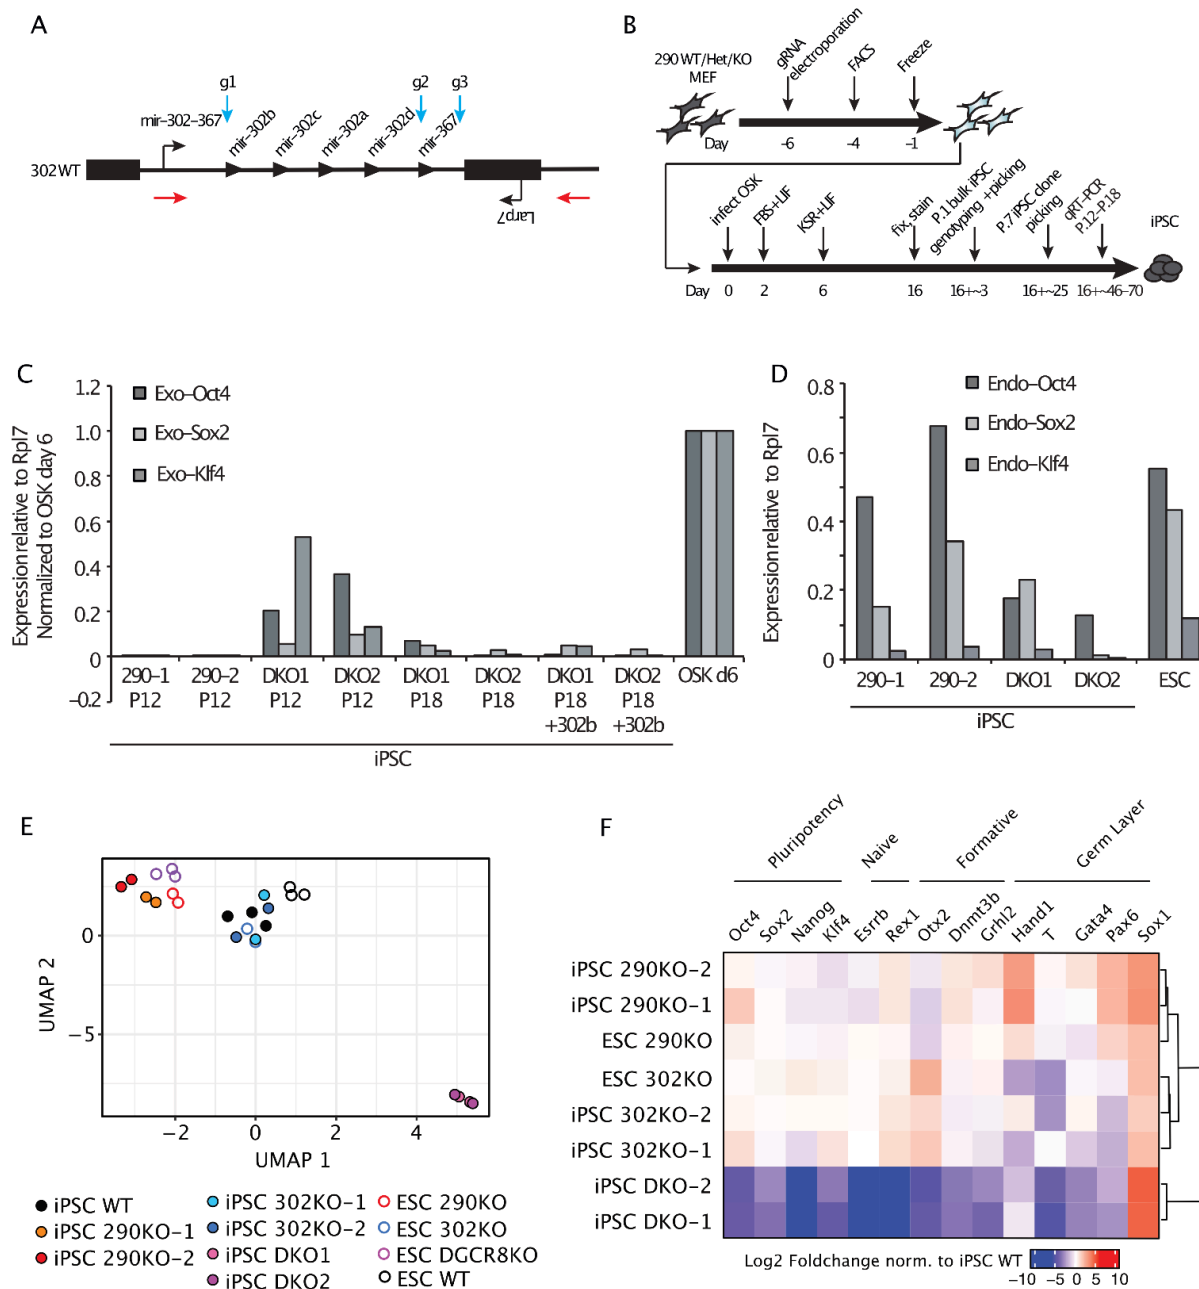 A
g1
g2
g3
mir-302-367
mir-302b
mir-302c
mir-302a
mir-302d
mir-367
302WT
Larp7
B
290 WT/Het/KO
MEF
gRNA
electroporation
FACS
Freeze
Day
-6
-4
-1
infect OSK
FBS+LIF
KSR+LIF
fix, stain
P.1 bulk iPSC
genotyping +picking
P.7 iPSC clone
picking
qRT-PCR
P.12-P.18
iPSC
Day
0
2
6
16
16+~3
16+~25
16+~46-70
C
Expression relative to Rpl7
Normalized to OSK day 6
1.2
1.0
0.8
0.6
0.4
0.2
0
-0.2
Exo-Oct4
Exo-Sox2
Exo-Klf4
290-1 P12
290-2 P12
DKO1 P12
DKO2 P12
DKO1 P18
DKO2 P18
DKO1 P18 +302b
DKO2 P18 +302b
OSK d6
iPSC
D
Expression relative to Rpl7
0.8
0.6
0.4
0.2
0
Endo-Oct4
Endo-Sox2
Endo-Klf4
290-1
290-2
DKO1
DKO2
ESC
iPSC
E
UMAP 2
0
-5
-2
0
2
4
UMAP 1
iPSC WT
iPSC 290KO-1
iPSC 290KO-2
iPSC 302KO-1
iPSC 302KO-2
iPSC DKO1
iPSC DKO2
ESC 290KO
ESC 302KO
ESC DGCR8KO
ESC WT
F
Pluripotency
Naive
Formative
Germ Layer
Oct4
Sox2
Nanog
Klf4
Esrrb
Rex1
Otx2
Dnmt3b
Grhl2
Hand1
T
Gata4
Pax6
Sox1
iPSC 290KO-2
iPSC 290KO-1
ESC 290KO
ESC 302KO
iPSC 302KO-2
iPSC 302KO-1
iPSC DKO-2
iPSC DKO-1
Log2 Foldchange norm. to iPSC WT
-10 -5 0 5 10